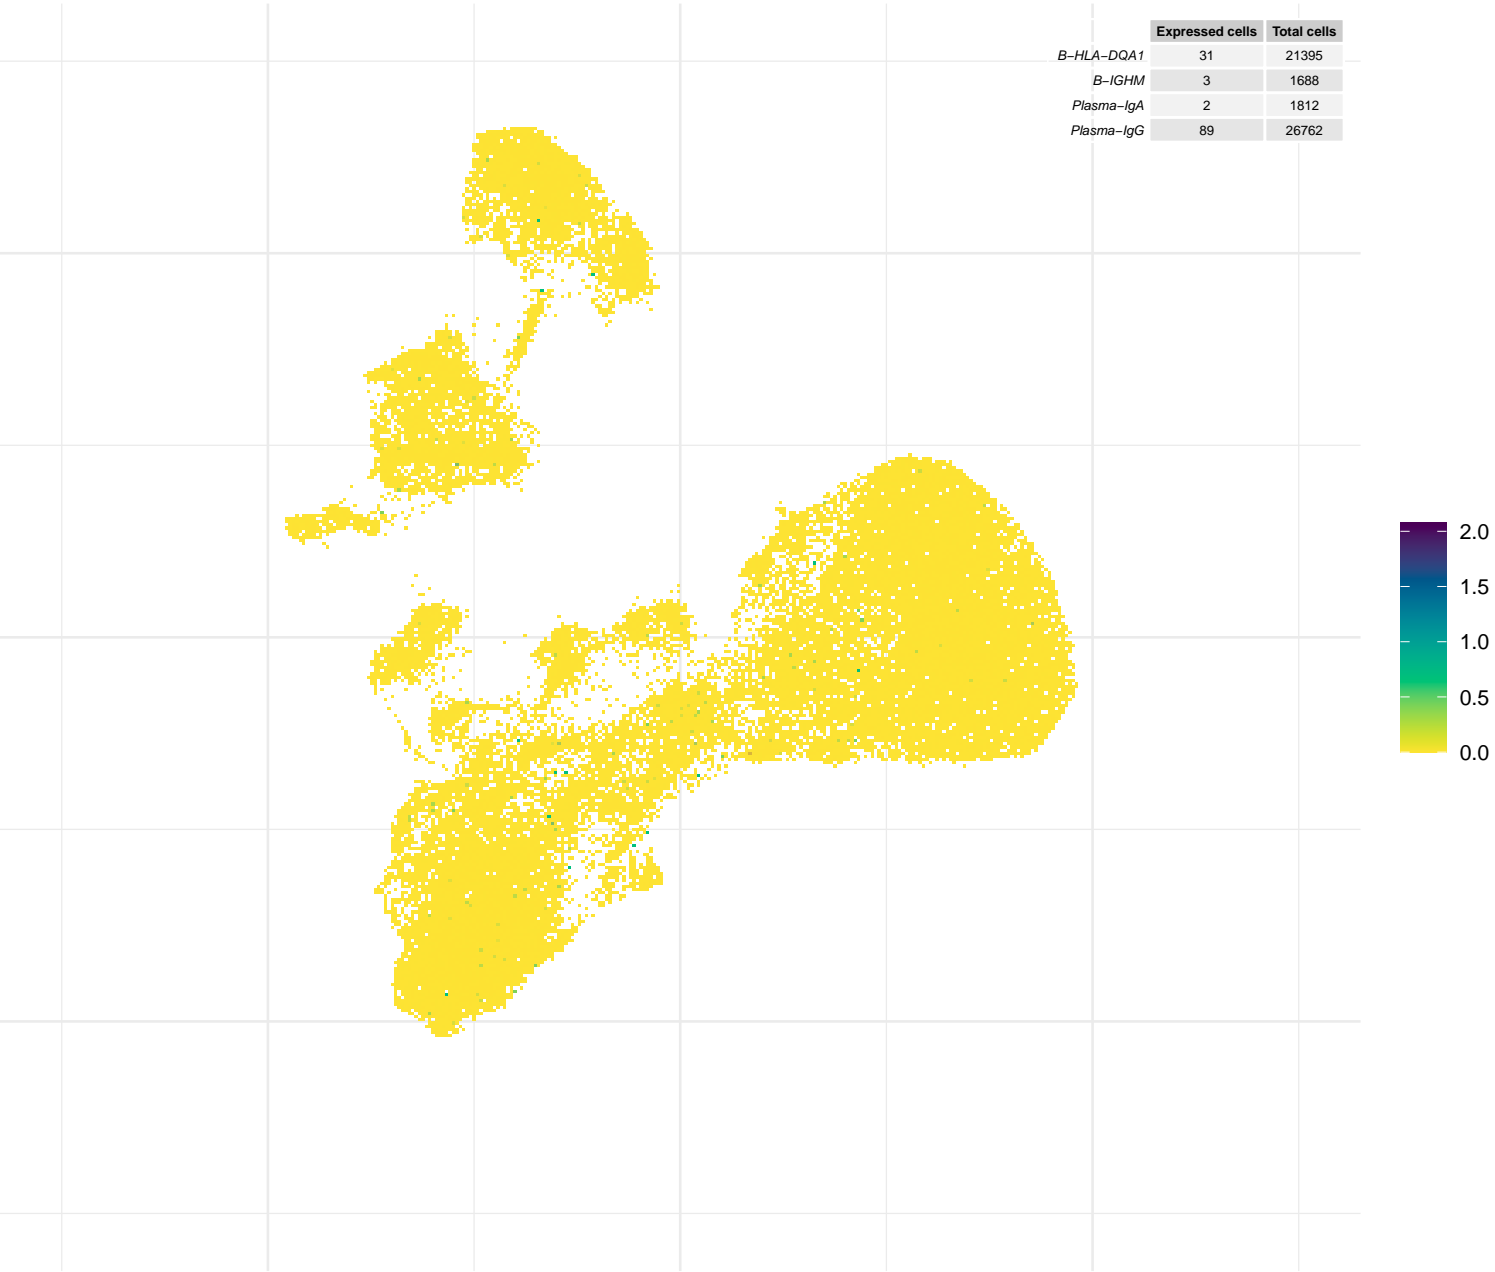 Expressed cells Total cells
B−HLA−DQA1 31 21395
B−IGHM 3 1688
Plasma−IgA 2 1812
Plasma−IgG 89 26762
2.0
1.5
1.0
0.5
0.0